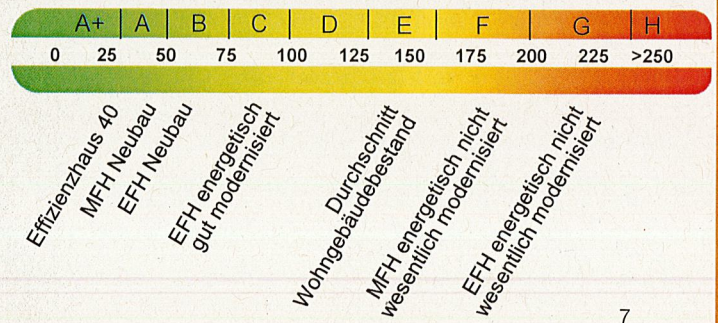 A+ A B C D E F G H
0 25 50 75 100 125 150 175 200 225 >250
Effizienzhaus 40
MFH Neubau
EFH Neubau
EFH energetisch
gut modernisiert
Durchschnitt
Wohngebäudebestand
MFH energetisch nicht
wesentlich modernisiert
EFH energetisch nicht
wesentlich modernisiert
7